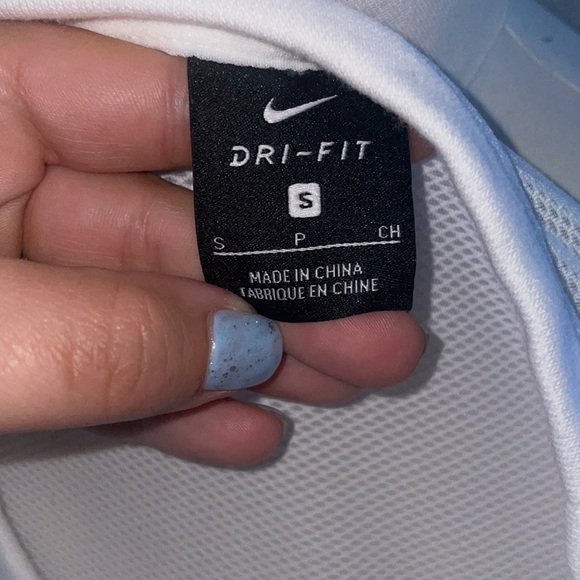 DRI-FIT
S
S P CH
MADE IN CHINA
FABRIQUE EN CHINE